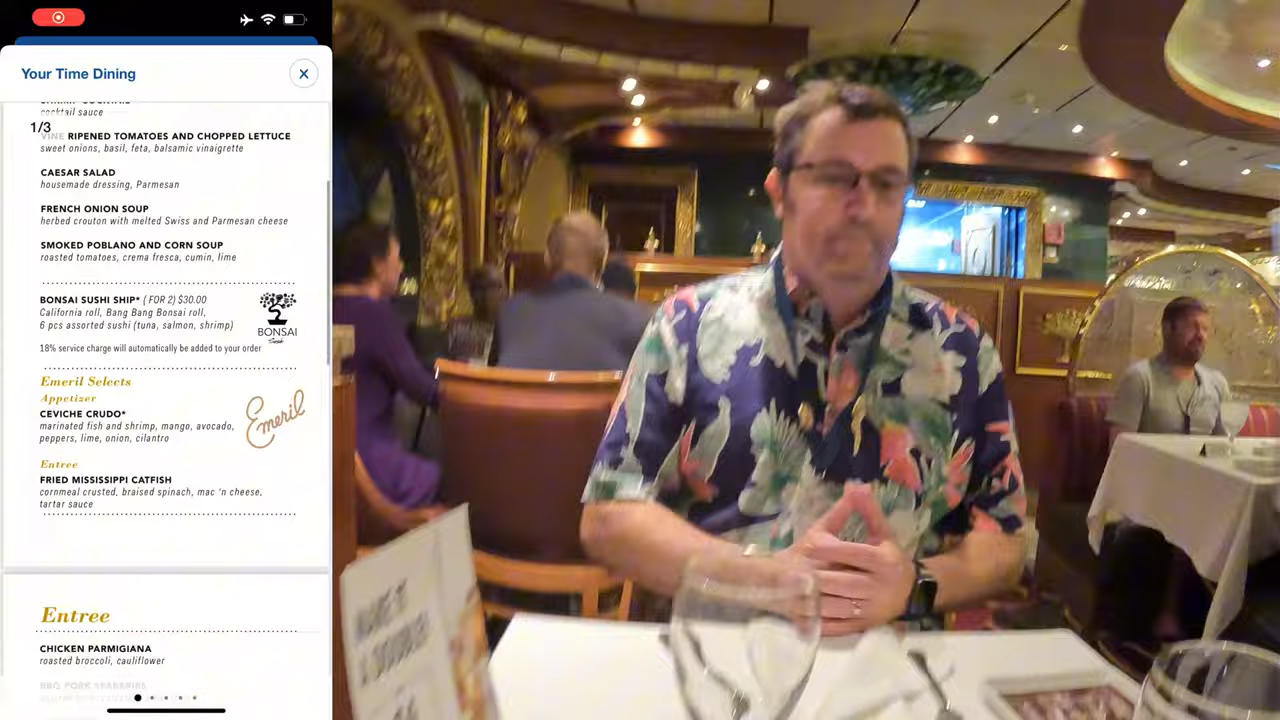 Your Time Dining
cocktail sauce
1/3
VINE RIPENED TOMATOES AND CHOPPED LETTUCE
sweet onions, basil, feta, balsamic vinaigrette
CAESAR SALAD
housemade dressing, Parmesan
FRENCH ONION SOUP
herbed crouton with melted Swiss and Parmesan cheese
SMOKED POBLANO AND CORN SOUP
roasted tomatoes, crema fresca, cumin, lime
BONSAI SUSHI SHIP* ( FOR 2) $30.00
California roll, Bang Bang Bonsai roll,
6 pcs assorted sushi (tuna, salmon, shrimp)
BONSAI
Sushi
18% service charge will automatically be added to your order
Emeril Selects
Appetizer
CEVICHE CRUDO*
marinated fish and shrimp, mango, avocado,
peppers, lime, onion, cilantro
Emeril
Entree
FRIED MISSISSIPPI CATFISH
cornmeal crusted, braised spinach, mac 'n cheese,
tartar sauce
Entree
CHICKEN PARMIGIANA
roasted broccoli, cauliflower